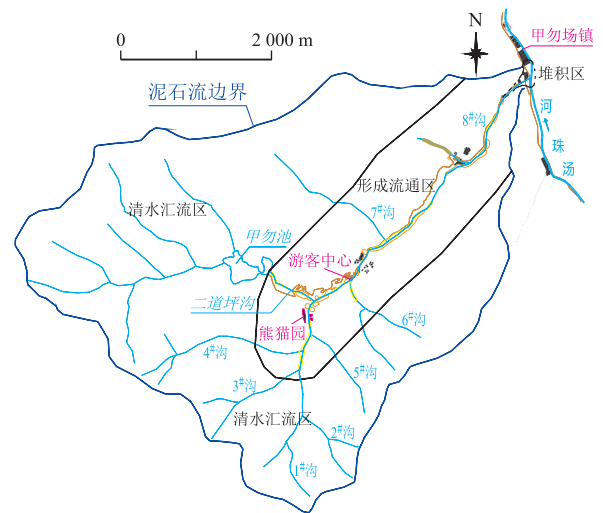 N
甲勿场镇
0
2 000 m
堆积区
泥石流边界
河
珠
汤
8#沟
形成流通区
清水汇流区
7#沟
甲勿池
游客中心
二道坪沟
熊猫园
6#沟
4#沟
5#沟
3#沟
清水汇流区
2#沟
1#沟